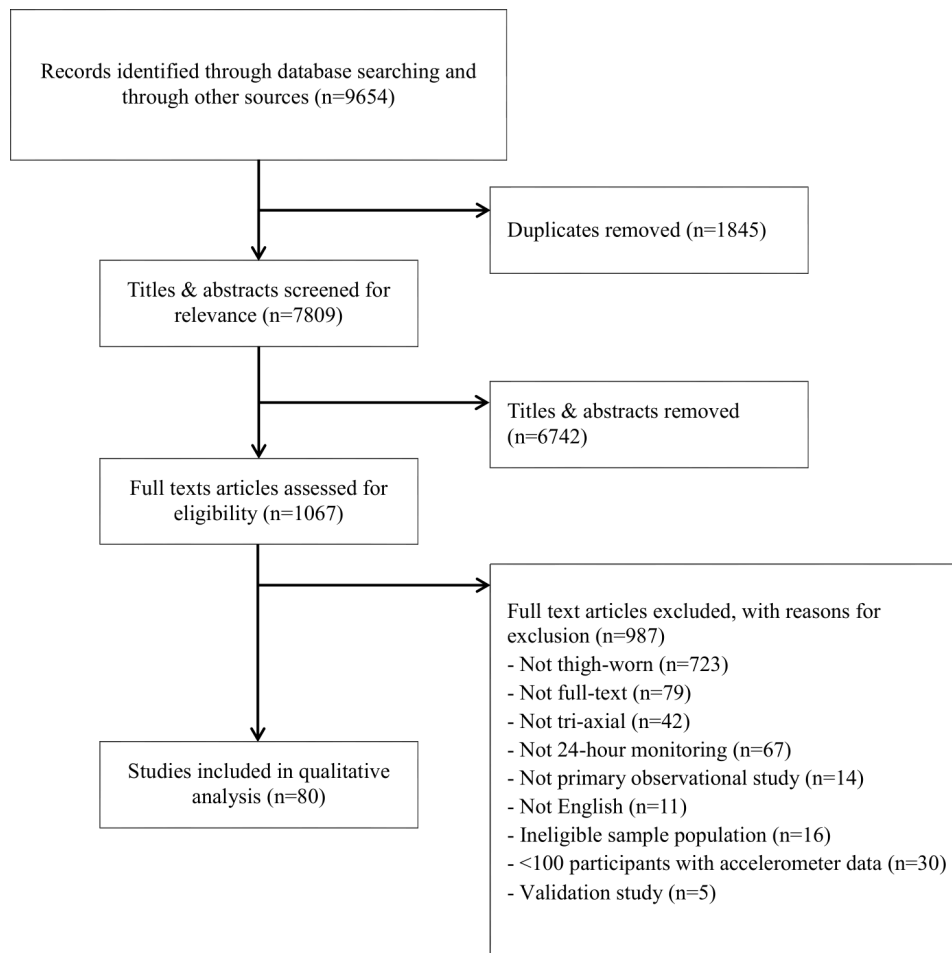 Records identified through database searching and
through other sources (n=9654)
Duplicates removed (n=1845)
Titles & abstracts screened for
relevance (n=7809)
Titles & abstracts removed
(n=6742)
Full texts articles assessed for
eligibility (n=1067)
Full text articles excluded, with reasons for
exclusion (n=987)
- Not thigh-worn (n=723)
- Not full-text (n=79)
- Not tri-axial (n=42)
- Not 24-hour monitoring (n=67)
- Not primary observational study (n=14)
- Not English (n=11)
- Ineligible sample population (n=16)
- <100 participants with accelerometer data (n=30)
- Validation study (n=5)
Studies included in qualitative
analysis (n=80)